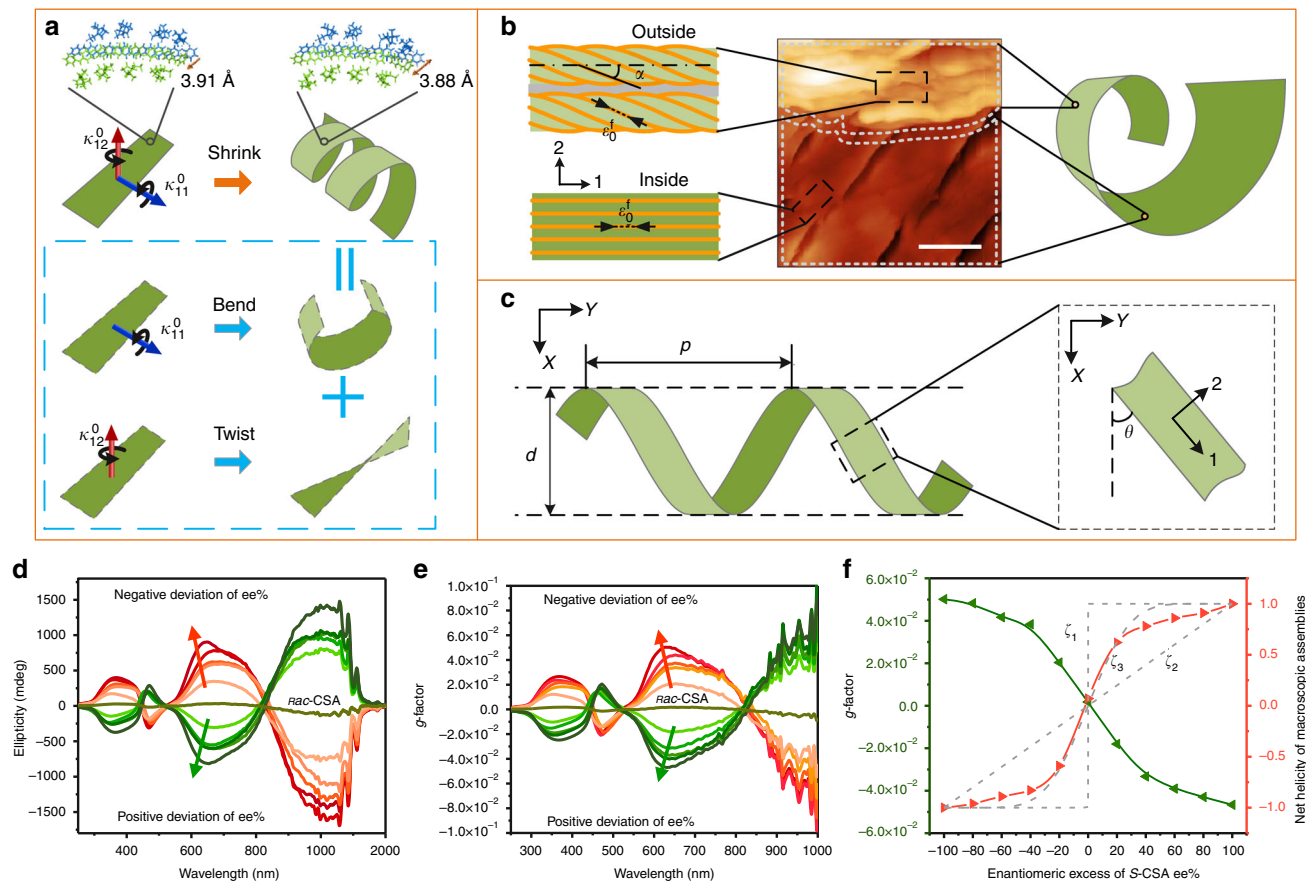 a
3.91 Å
3.88 Å
κ⁰₁₂
κ⁰₁₁
Shrink
κ⁰₁₁
Bend
κ⁰₁₂
Twist
b
Outside
α
ε₀ᶠ
2
1
Inside
ε₀ᶠ
c
Y
X
p
d
Y
X
2
θ
1
d
Ellipticity (mdeg)
1500
1000
500
0
−500
−1000
−1500
Negative deviation of ee%
rac-CSA
Positive deviation of ee%
400
600
800
1000
2000
Wavelength (nm)
e
g-factor
1.0×10⁻¹
8.0×10⁻²
6.0×10⁻²
4.0×10⁻²
2.0×10⁻²
0.0
−2.0×10⁻²
−4.0×10⁻²
−6.0×10⁻²
−8.0×10⁻²
−1.0×10⁻¹
Negative deviation of ee%
rac-CSA
Positive deviation of ee%
300
400
500
600
700
800
900
1000
Wavelength (nm)
f
g-factor
6.0×10⁻²
4.0×10⁻²
2.0×10⁻²
0.0
−2.0×10⁻²
−4.0×10⁻²
−6.0×10⁻²
ζ₁
ζ₃
ζ₂
1.0
0.5
0.0
−0.5
−1.0
Net helicity of macroscopic assemblies
−100 −80 −60 −40 −20 0 20 40 60 80 100
Enantiomeric excess of S-CSA ee%